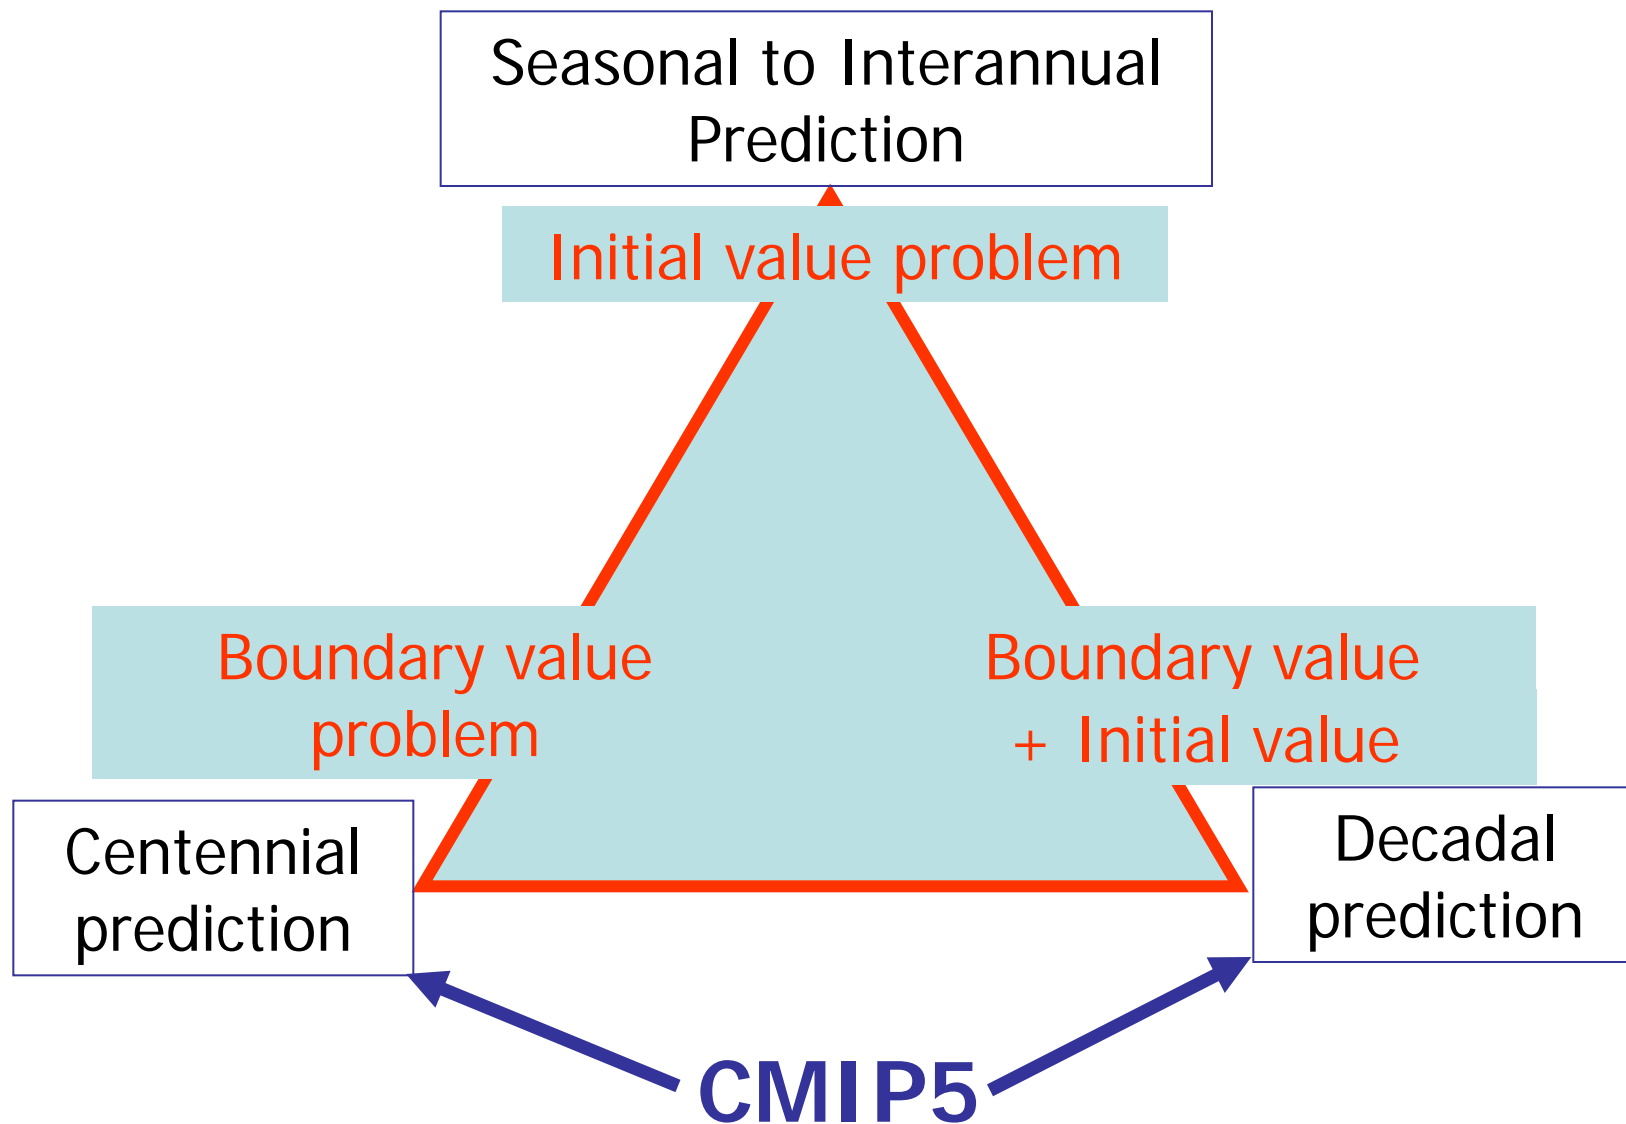 Seasonal to Interannual
Prediction
Initial value problem
Boundary value
problem
Boundary value
+ Initial value
Centennial
prediction
Decadal
prediction
CMIP5